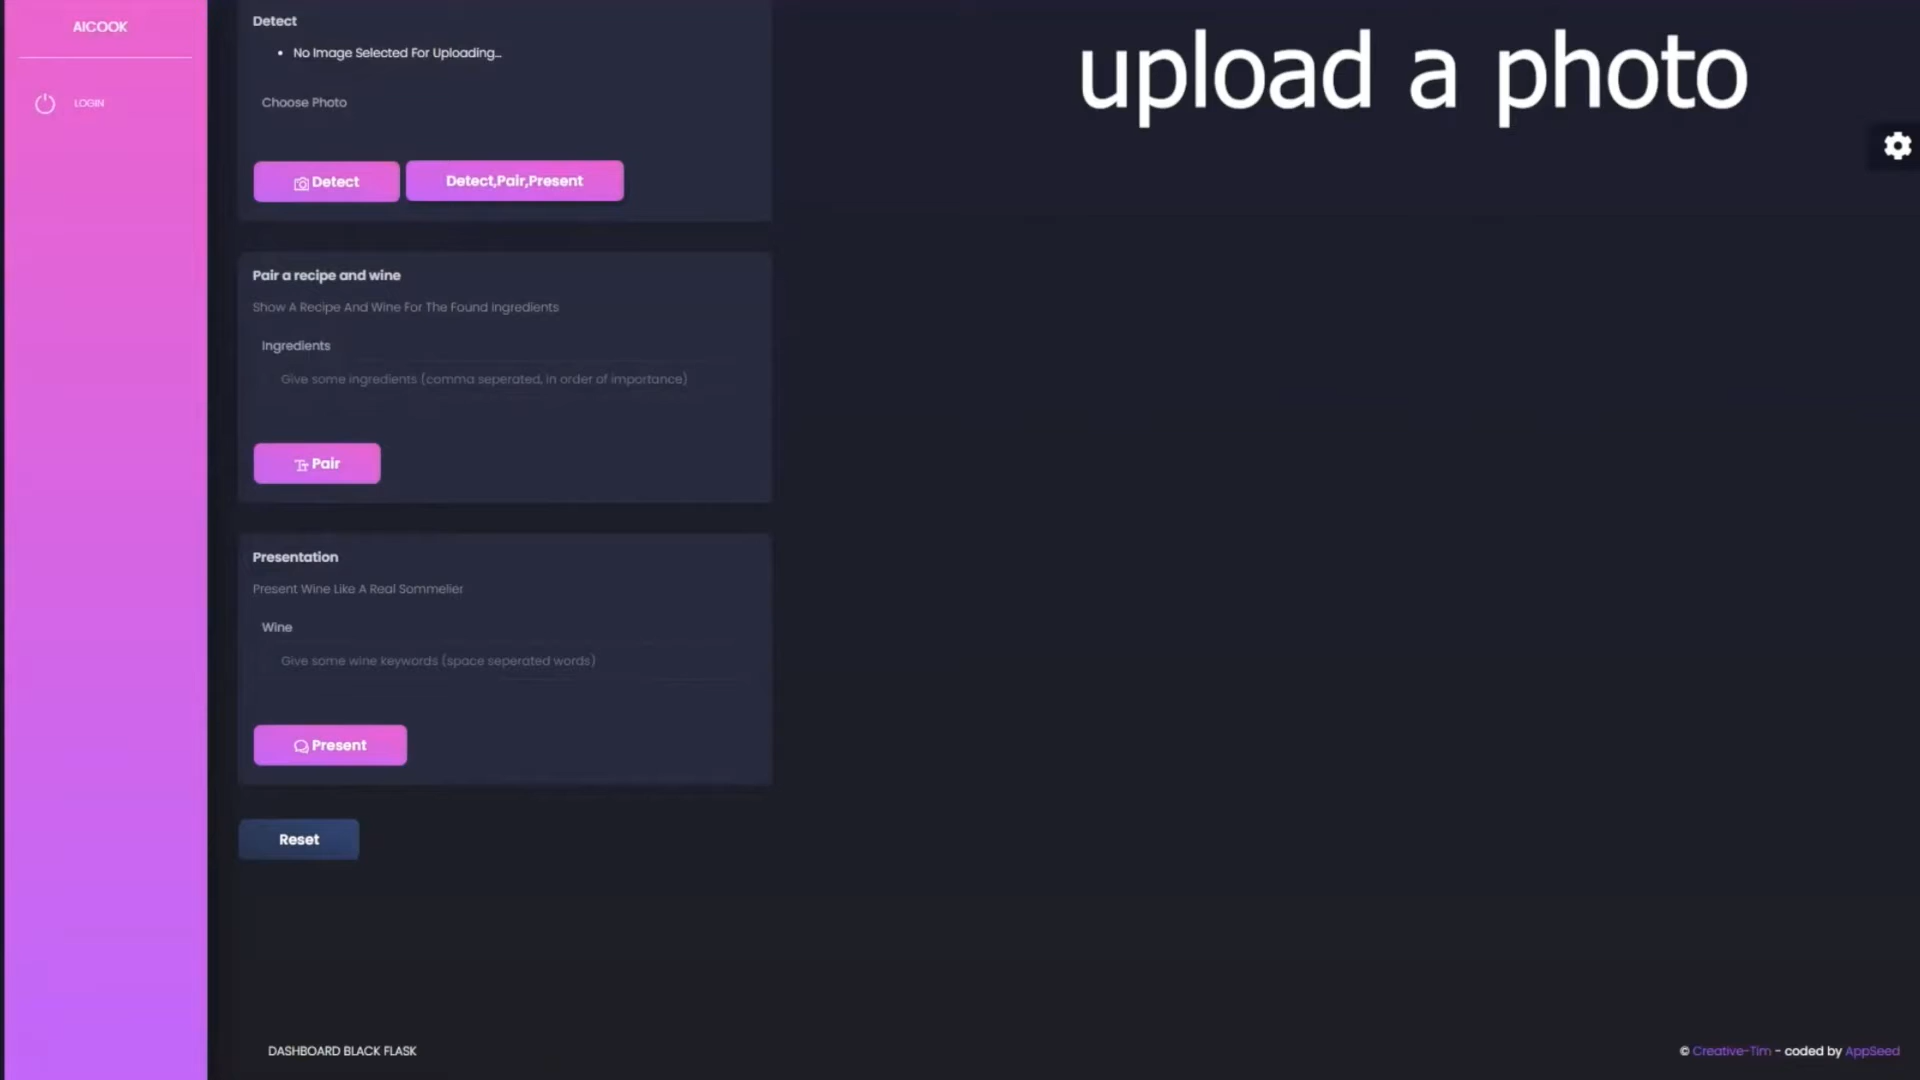 AICOOK
LOGIN
Detect
No Image Selected For Uploading...
Choose Photo
Detect
Detect,Pair,Present
Pair a recipe and wine
Show A Recipe And Wine For The Found Ingredients
Ingredients
Give some ingredients (comma seperated, in order of importance)
Pair
Presentation
Present Wine Like A Real Sommelier
Wine
Give some wine keywords (space seperated words)
Present
Reset
upload a photo
DASHBOARD BLACK FLASK
© Creative-Tim - coded by AppSeed